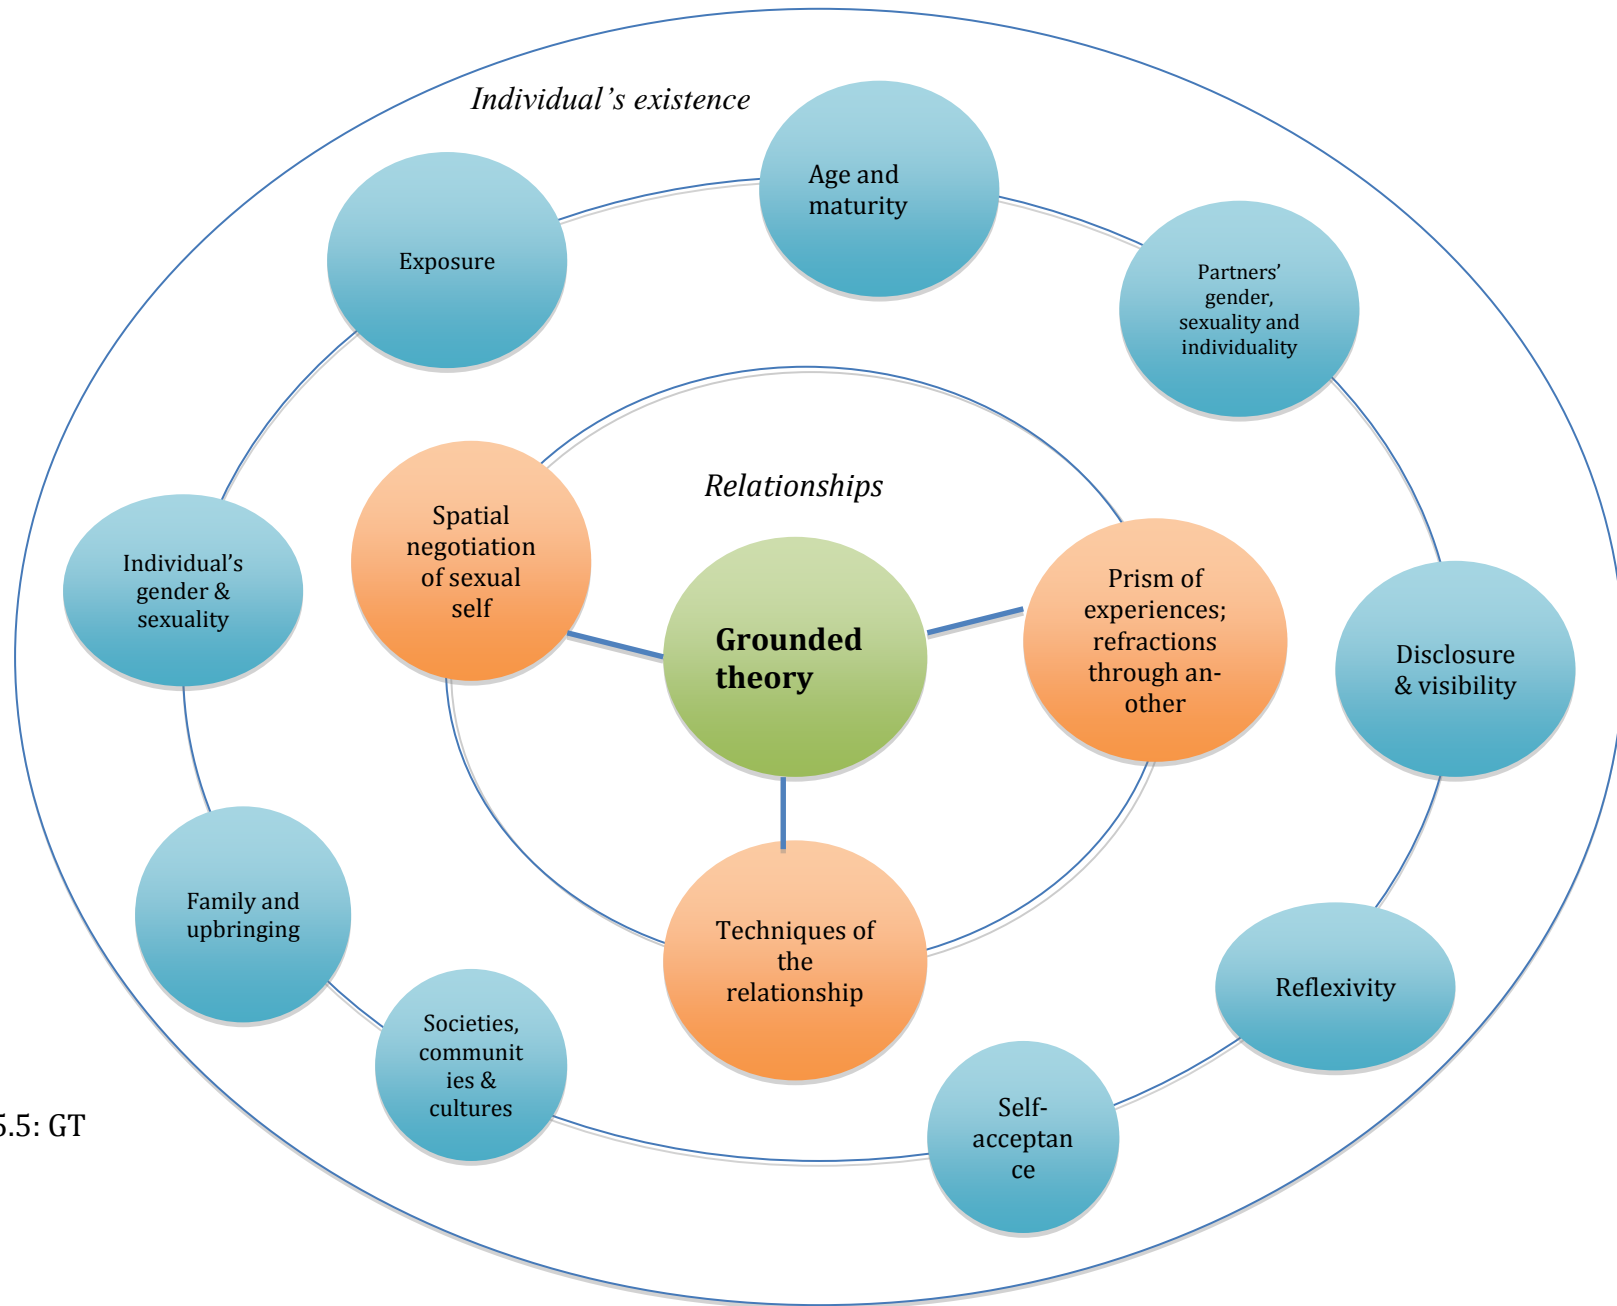 Individual’s existence
Age and
maturity
Exposure
Partners’
gender,
sexuality and
individuality
Relationships
Spatial
negotiation
of sexual
self
Individual’s
gender &
sexuality
Prism of
experiences;
refractions
through an-
other
Grounded
theory
Disclosure
& visibility
Family and
upbringing
Techniques of
the
relationship
Reflexivity
Societies,
communit
ies &
cultures
Self-
acceptan
ce
5.5: GT